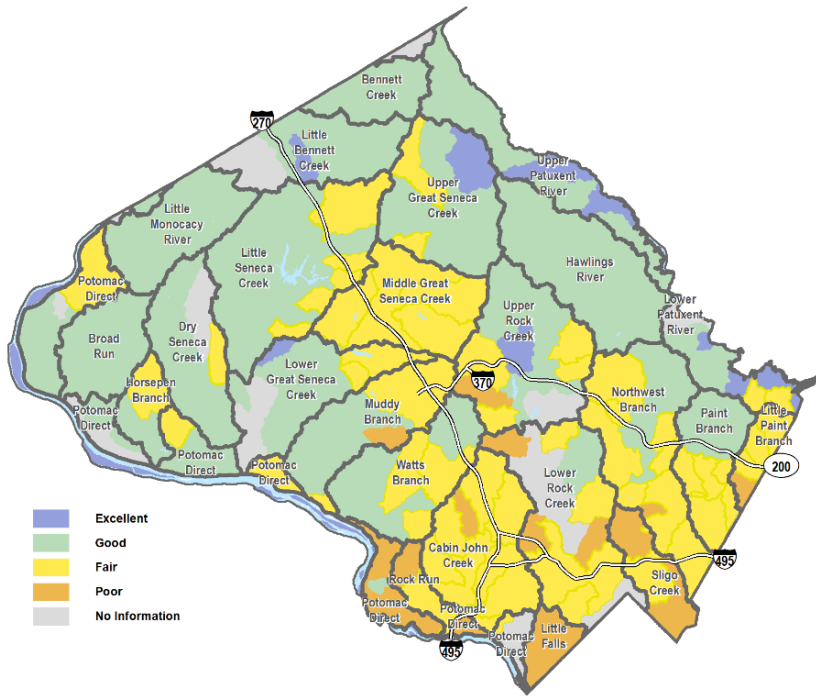 Bennett
Creek
270
Little
Bennett
Creek
Upper
Patuxent
River
Upper
Great Seneca
Creek
Little
Monocacy
River
Little
Seneca
Creek
Hawlings
River
Potomac
Direct
Middle Great
Seneca Creek
Lower
Patuxent
River
Upper
Rock
Creek
Dry
Seneca
Creek
Broad
Run
Lower
Great Seneca
Creek
370
Horsepen
Branch
Northwest
Branch
Muddy
Branch
Potomac
Direct
Paint
Branch
Little
Paint
Branch
Potomac
Direct
Potomac
Direct
Watts
Branch
200
Lower
Rock
Creek
Excellent
Good
Fair
Poor
No Information
Cabin John
Creek
495
Rock Run
Sligo
Creek
Potomac
Direct
Potomac
Direct
Little
Falls
Potomac
Direct
495